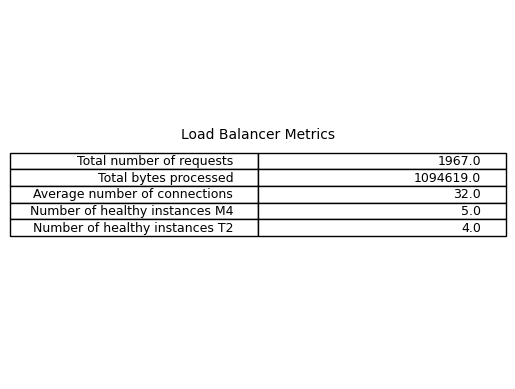 Load Balancer Metrics
Total number of requests 1967.0
Total bytes processed 1094619.0
Average number of connections 32.0
Number of healthy instances M4 5.0
Number of healthy instances T2 4.0